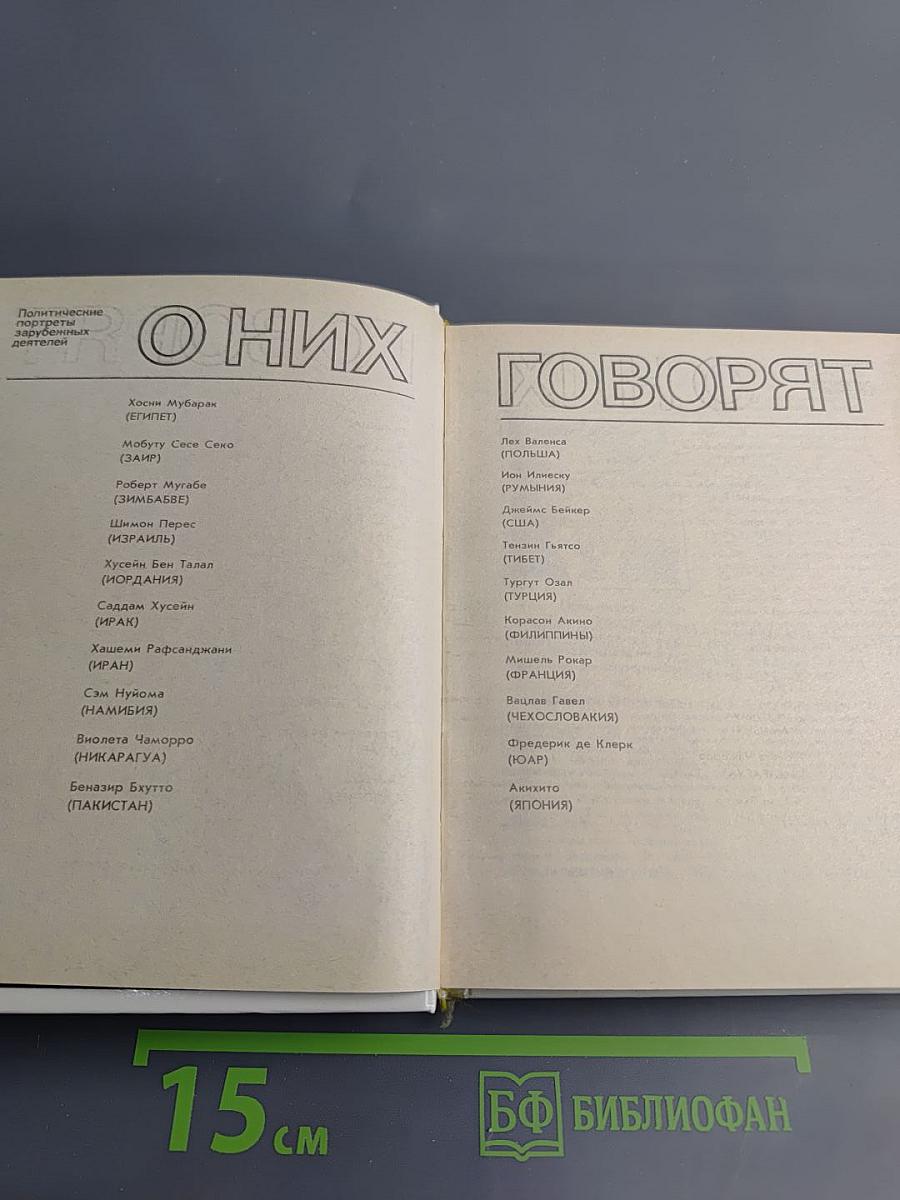 Политические
портреты
зарубежных
деятелей
О НИХ
Хосни Мубарак
(ЕГИПЕТ)
Мобуту Сесе Секо
(ЗАИР)
Роберт Мугабе
(ЗИМБАБВЕ)
Шимон Перес
(ИЗРАИЛЬ)
Хусейн Бен Талал
(ИОРДАНИЯ)
Саддам Хусейн
(ИРАК)
Хашеми Рафсанджани
(ИРАН)
Сэм Нуйома
(НАМИБИЯ)
Виолета Чаморро
(НИКАРАГУА)
Беназир Бхутто
(ПАКИСТАН)
ГОВОРЯТ
Лех Валенса
(ПОЛЬША)
Ион Илиеску
(РУМЫНИЯ)
Джеймс Бейкер
(США)
Тензин Гьятсо
(ТИБЕТ)
Тургут Озал
(ТУРЦИЯ)
Корасон Акино
(ФИЛИППИНЫ)
Мишель Рокар
(ФРАНЦИЯ)
Вацлав Гавел
(ЧЕХОСЛОВАКИЯ)
Фредерик де Клерк
(ЮАР)
Акихито
(ЯПОНИЯ)
15 см
БФ БИБЛИОФАН